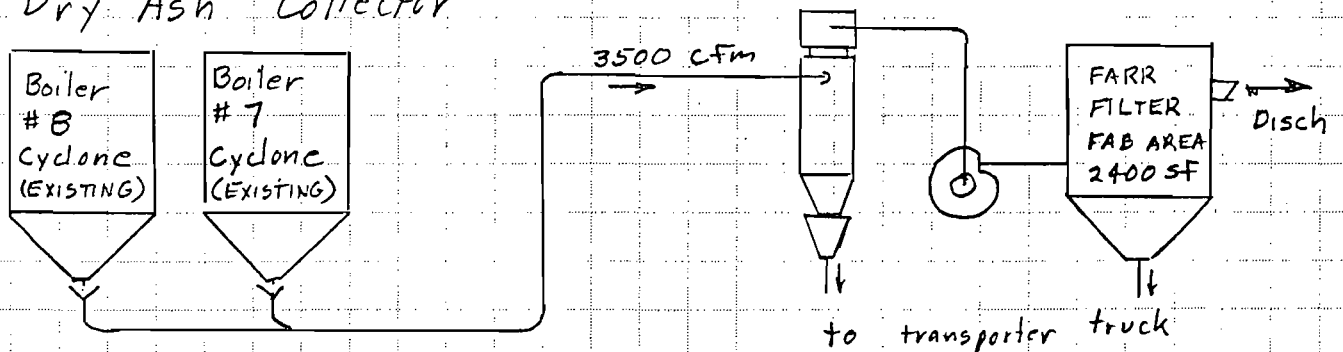 Dry Ash Collector
Boiler
# 8
Cyclone
(EXISTING)
Boiler
# 7
Cyclone
(EXISTING)
3500 cfm
FARR
FILTER
FAB AREA
2400 SF
Disch
to transporter
truck